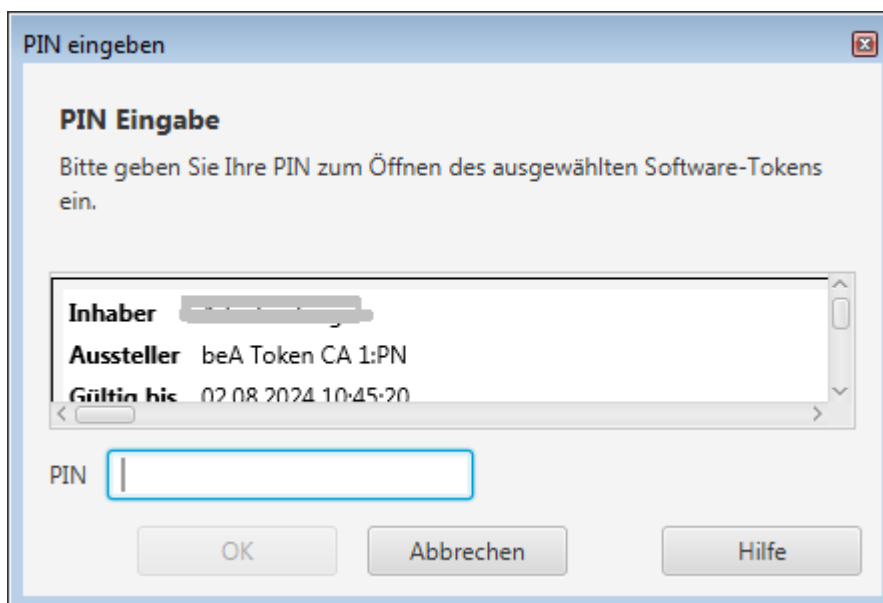 PIN eingeben
PIN Eingabe
Bitte geben Sie Ihre PIN zum Öffnen des ausgewählten Software-Tokens
ein.
Inhaber
Aussteller beA Token CA 1:PN
Gültig bis 02.08.2024 10:45:20
PIN
OK Abbrechen Hilfe